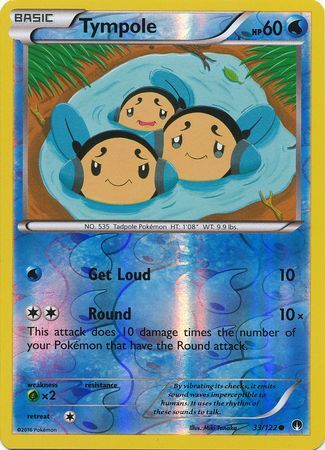 BASIC
Tympole
HP60
NO. 535 Tadpole Pokémon HT: 1'08" WT: 9.9 lbs.
Get Loud 10
Round 10×
This attack does 10 damage times the number
of your Pokémon that have the Round attack.
weakness resistance
×2
By vibrating its cheeks, it emits
sound waves imperceptible to
humans. It uses the rhythm of
these sounds to talk.
retreat
©2016 Pokémon
Illus. Miki Tanaka
33/122